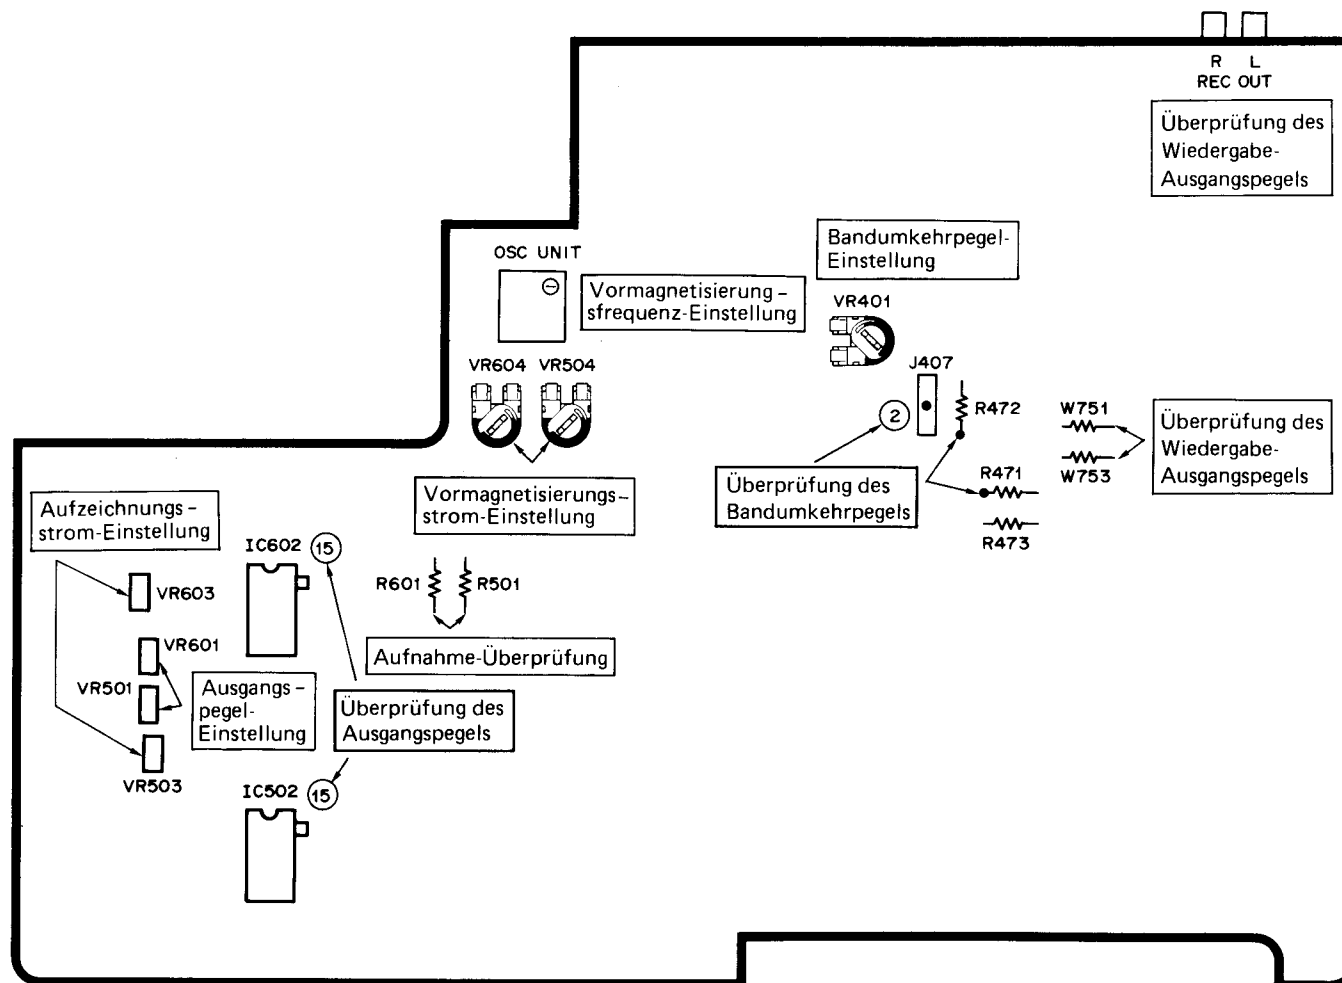 R L
REC OUT
Überprüfung des
Wiedergabe-
Ausgangspegels
OSC UNIT
Vormagnetisierung-
sfrequenz-Einstellung
Bandumkehrpegel-
Einstellung
VR401
VR604 VR504
J407
2
R472
W751
W753
Überprüfung des
Wiedergabe-
Ausgangspegels
R471
R473
Überprüfung des
Bandumkehrpegels
Vormagnetisierungs-
strom-Einstellung
Aufzeichnungs-
strom-Einstellung
IC602
15
R601 R501
VR603
VR601
VR501
VR503
Aufnahme-Überprüfung
Ausgangs-
pegel-
Einstellung
Überprüfung des
Ausgangspegels
IC502
15